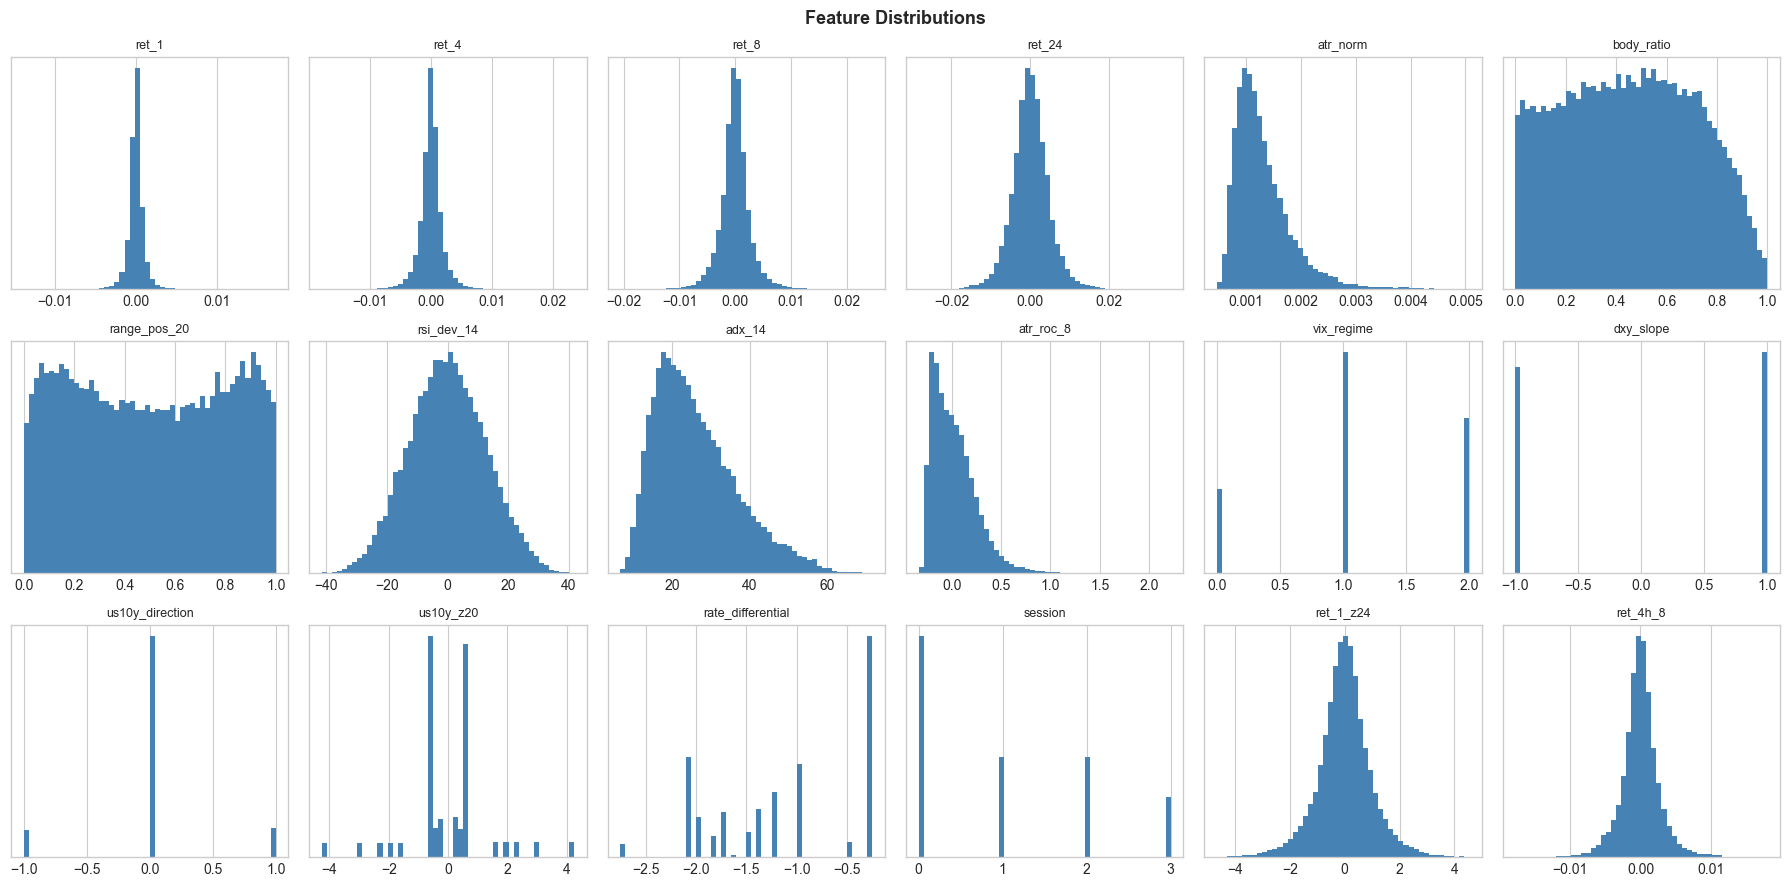 Feature Distributions
ret_1 ret_4 ret_8 ret_24 atr_norm body_ratio
−0.01 0.00 0.01 −0.01 0.00 0.01 0.02 −0.02 −0.01 0.00 0.01 0.02 −0.02 0.00 0.02 0.001 0.002 0.003 0.004 0.005 0.0 0.2 0.4 0.6 0.8 1.0
range_pos_20 rsi_dev_14 adx_14 atr_roc_8 vix_regime dxy_slope
0.0 0.2 0.4 0.6 0.8 1.0 −40 −20 0 20 40 20 40 60 0.0 0.5 1.0 1.5 2.0 0.0 0.5 1.0 1.5 2.0 −1.0 −0.5 0.0 0.5 1.0
us10y_direction us10y_z20 rate_differential session ret_1_z24 ret_4h_8
−1.0 −0.5 0.0 0.5 1.0 −4 −2 0 2 4 −2.5 −2.0 −1.5 −1.0 −0.5 0 1 2 3 −4 −2 0 2 4 −0.01 0.00 0.01